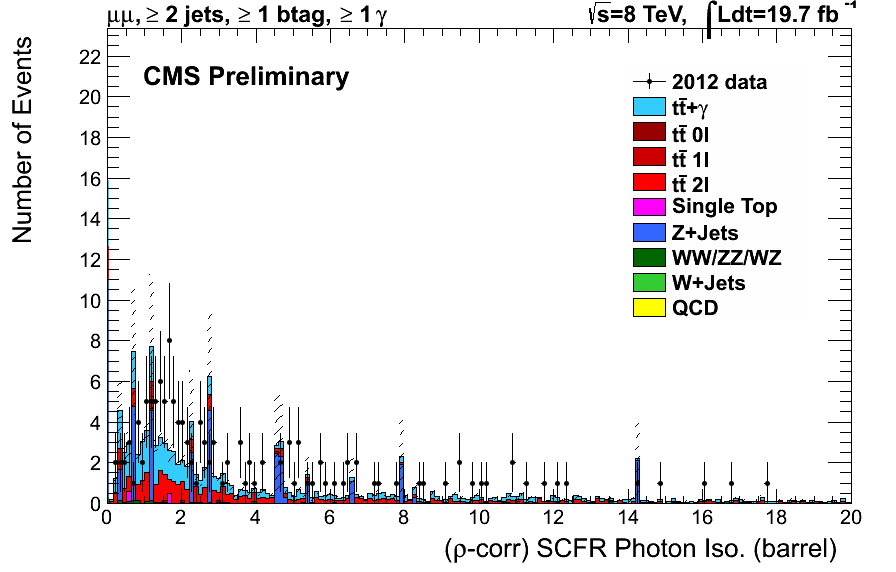 μμ, ≥ 2 jets, ≥ 1 btag, ≥ 1 γ
√s=8 TeV, ∫Ldt=19.7 fb⁻¹
CMS Preliminary
2012 data
tt̄+γ
tt̄ 0l
tt̄ 1l
tt̄ 2l
Single Top
Z+Jets
WW/ZZ/WZ
W+Jets
QCD
Number of Events
22
20
18
16
14
12
10
8
6
4
2
0
0 2 4 6 8 10 12 14 16 18 20
(ρ-corr) SCFR Photon Iso. (barrel)